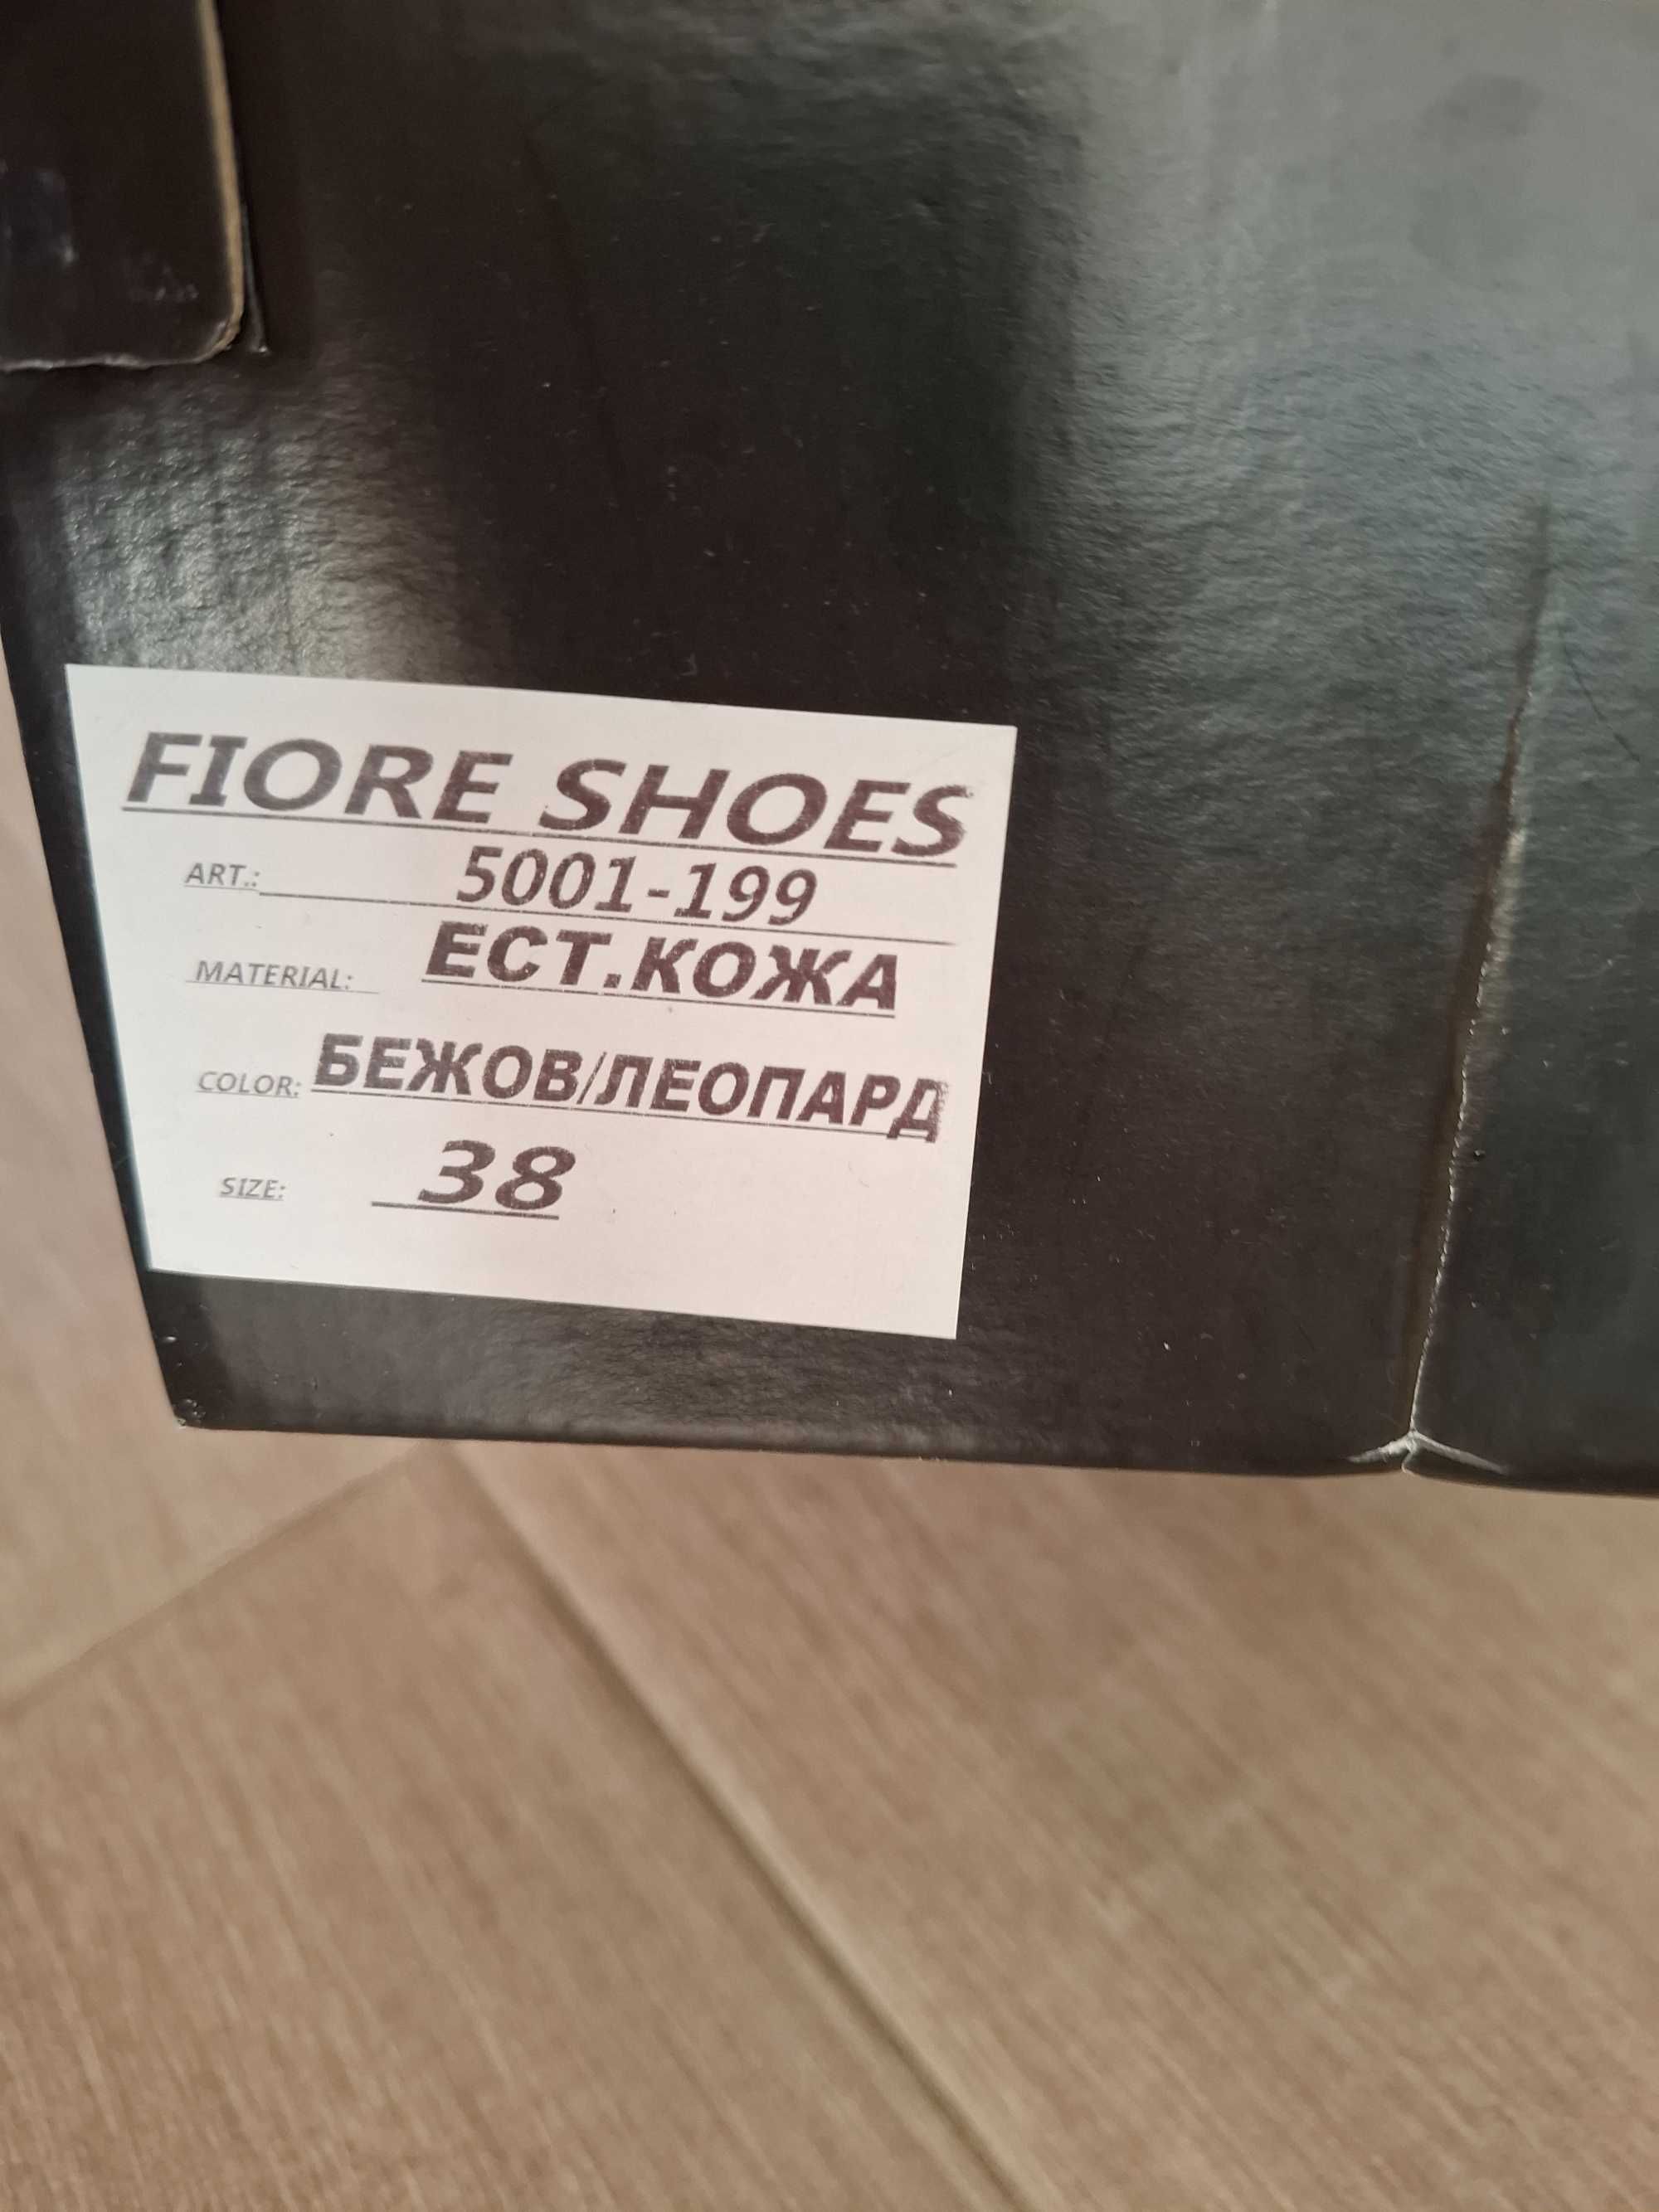 FIORE SHOES
ART.: 5001-199
MATERIAL: ЕСТ.КОЖА
COLOR: БЕЖОВ/ЛЕОПАРД
SIZE: 38